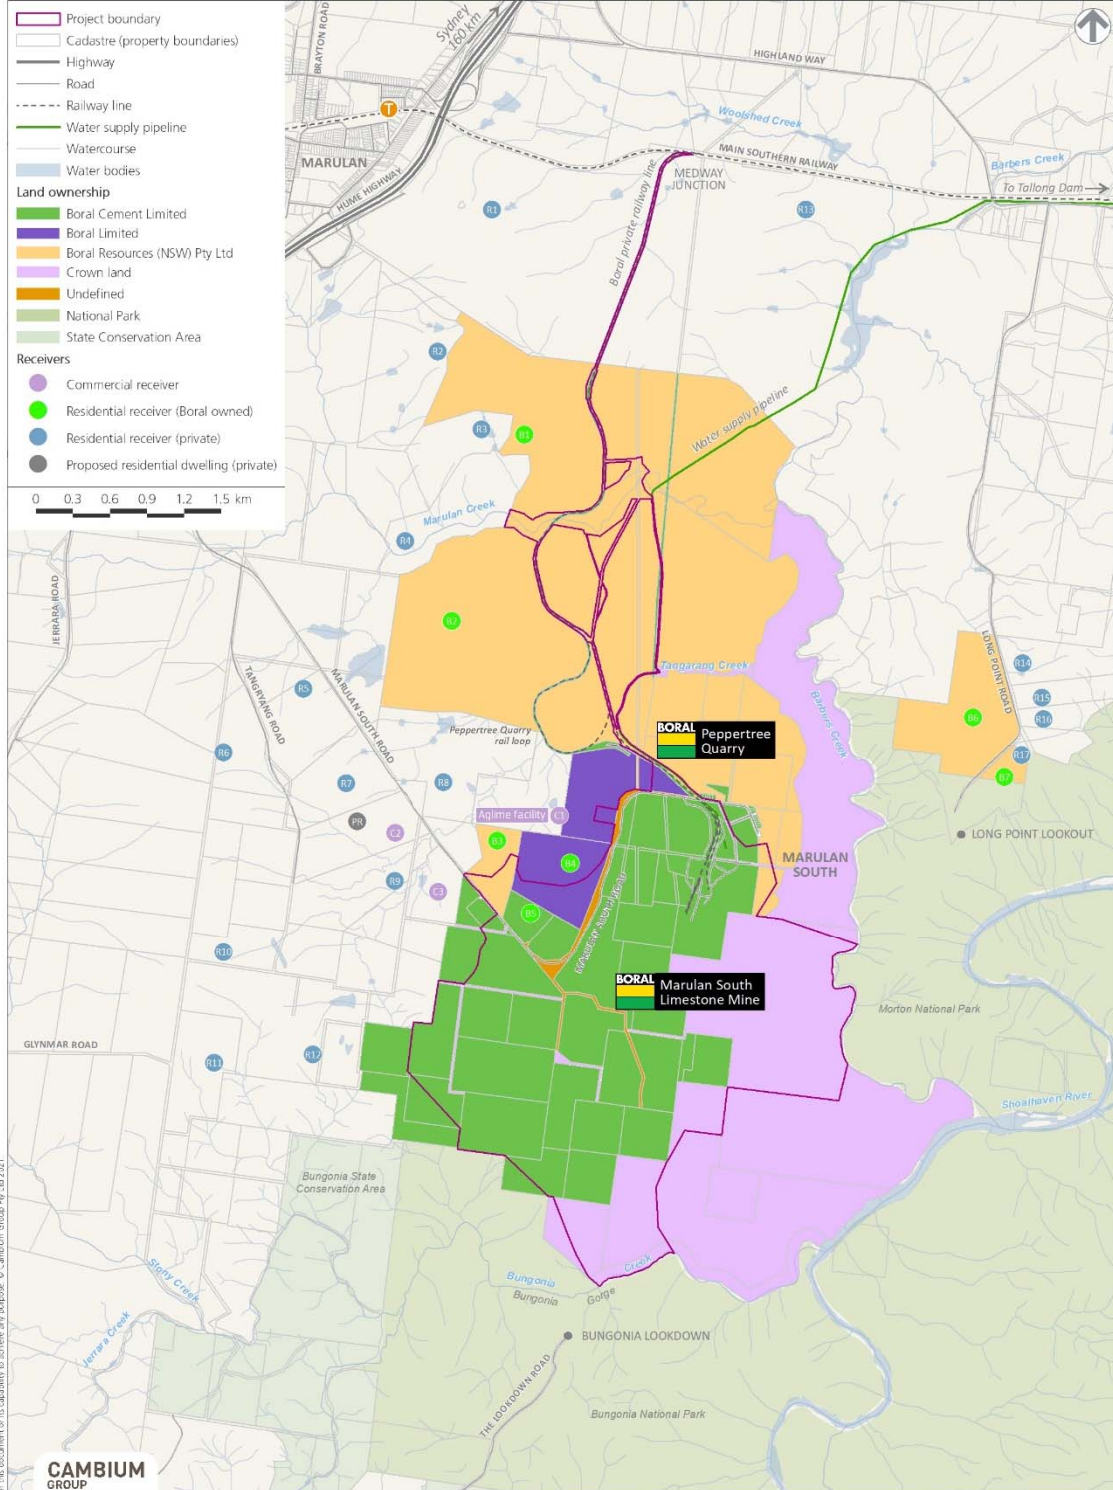 Project boundary
Cadastre (property boundaries)
Highway
Road
Railway line
Water supply pipeline
Watercourse
Water bodies
Land ownership
Boral Cement Limited
Boral Limited
Boral Resources (NSW) Pty Ltd
Crown land
Undefined
National Park
State Conservation Area
Receivers
Commercial receiver
Residential receiver (Boral owned)
Residential receiver (private)
Proposed residential dwelling (private)
0 0.3 0.6 0.9 1.2 1.5 km
BRAYTON ROAD
Sydney
160 km
HIGHLAND WAY
T
Woolshed Creek
MARULAN
MAIN SOUTHERN RAILWAY
Barbers Creek
MEDWAY
JUNCTION
HUME HIGHWAY
To Tallong Dam
R1
R13
Boral private railway line
R2
Water supply pipeline
R3
B1
Marulan Creek
R4
JERRARA ROAD
B2
LONG POINT ROAD
TANGRYANG ROAD
MARULAN SOUTH ROAD
Tangarang Creek
R14
R5
Barbers Creek
R15
R16
B6
Peppertree Quarry
rail loop
BORAL
Peppertree
Quarry
R6
R17
B7
R7
R8
Aglime facility
C1
PR
C2
B3
LONG POINT LOOKOUT
B4
MARULAN
SOUTH
R9
C3
B5
MARULAN SOUTH ROAD
R10
BORAL
Marulan South
Limestone Mine
Morton National Park
GLYNMAR ROAD
R11
R12
Shoalhaven River
Bungonia State
Conservation Area
Stony Creek
Bungonia
Creek
Bungonia
Gorge
Jerrara Creek
BUNGONIA LOOKDOWN
THE LOOKDOWN ROAD
Bungonia National Park
CAMBIUM
GROUP